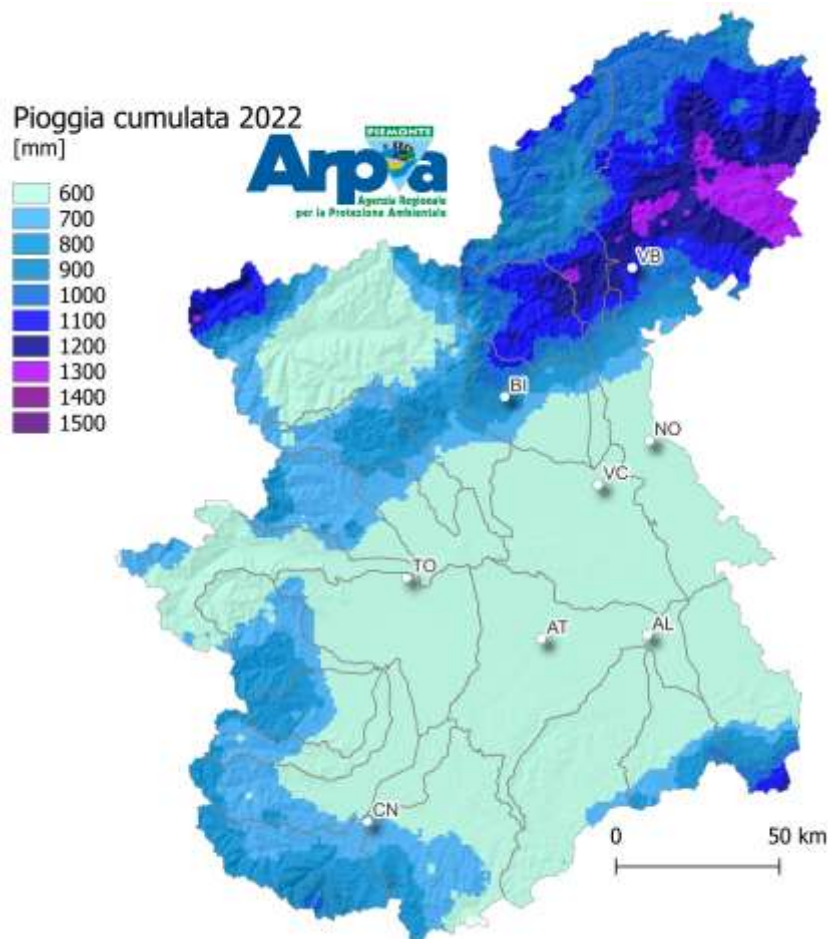 Pioggia cumulata 2022
[mm]
PIEMONTE
Arpa
Agenzia Regionale
per la Protezione Ambientale
600
700
800
900
1000
1100
1200
1300
1400
1500
VB
BI
NO
VC
TO
AT
AL
CN
0 50 km